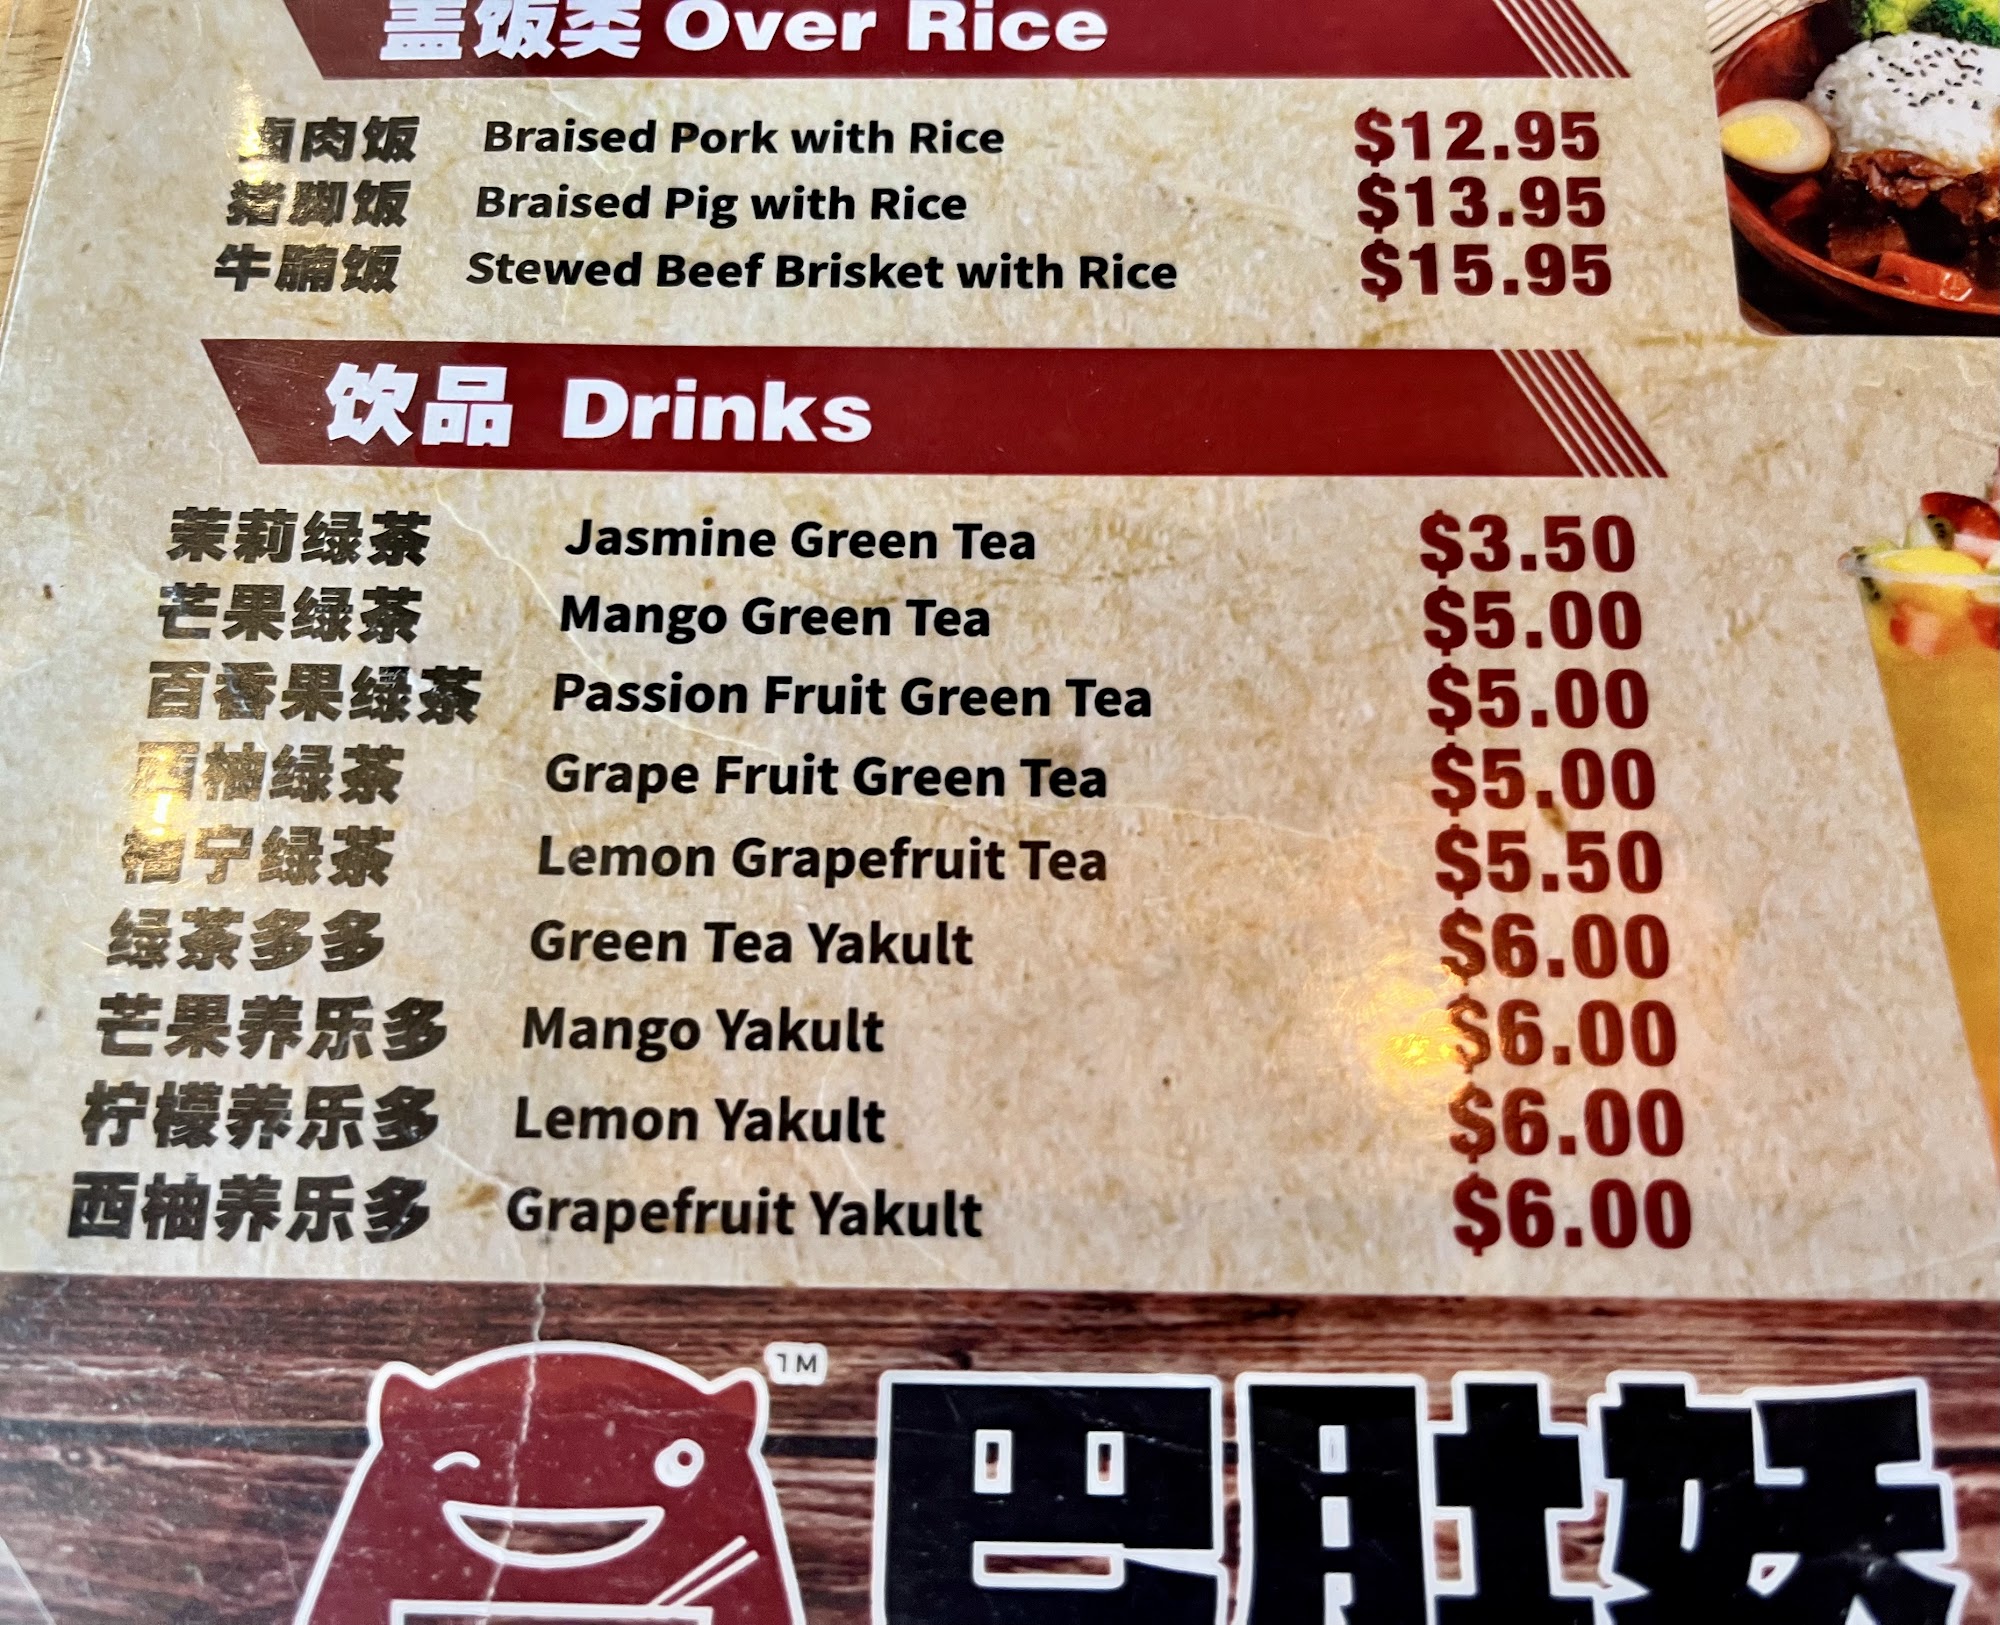 盖饭类 Over Rice
卤肉饭 Braised Pork with Rice $12.95
猪脚饭 Braised Pig with Rice $13.95
牛腩饭 Stewed Beef Brisket with Rice $15.95
饮品 Drinks
茉莉绿茶 Jasmine Green Tea $3.50
芒果绿茶 Mango Green Tea $5.00
百香果绿茶 Passion Fruit Green Tea $5.00
西柚绿茶 Grape Fruit Green Tea $5.00
柚宁绿茶 Lemon Grapefruit Tea $5.50
绿茶多多 Green Tea Yakult $6.00
芒果养乐多 Mango Yakult $6.00
柠檬养乐多 Lemon Yakult $6.00
西柚养乐多 Grapefruit Yakult $6.00
TM
巴肚妖